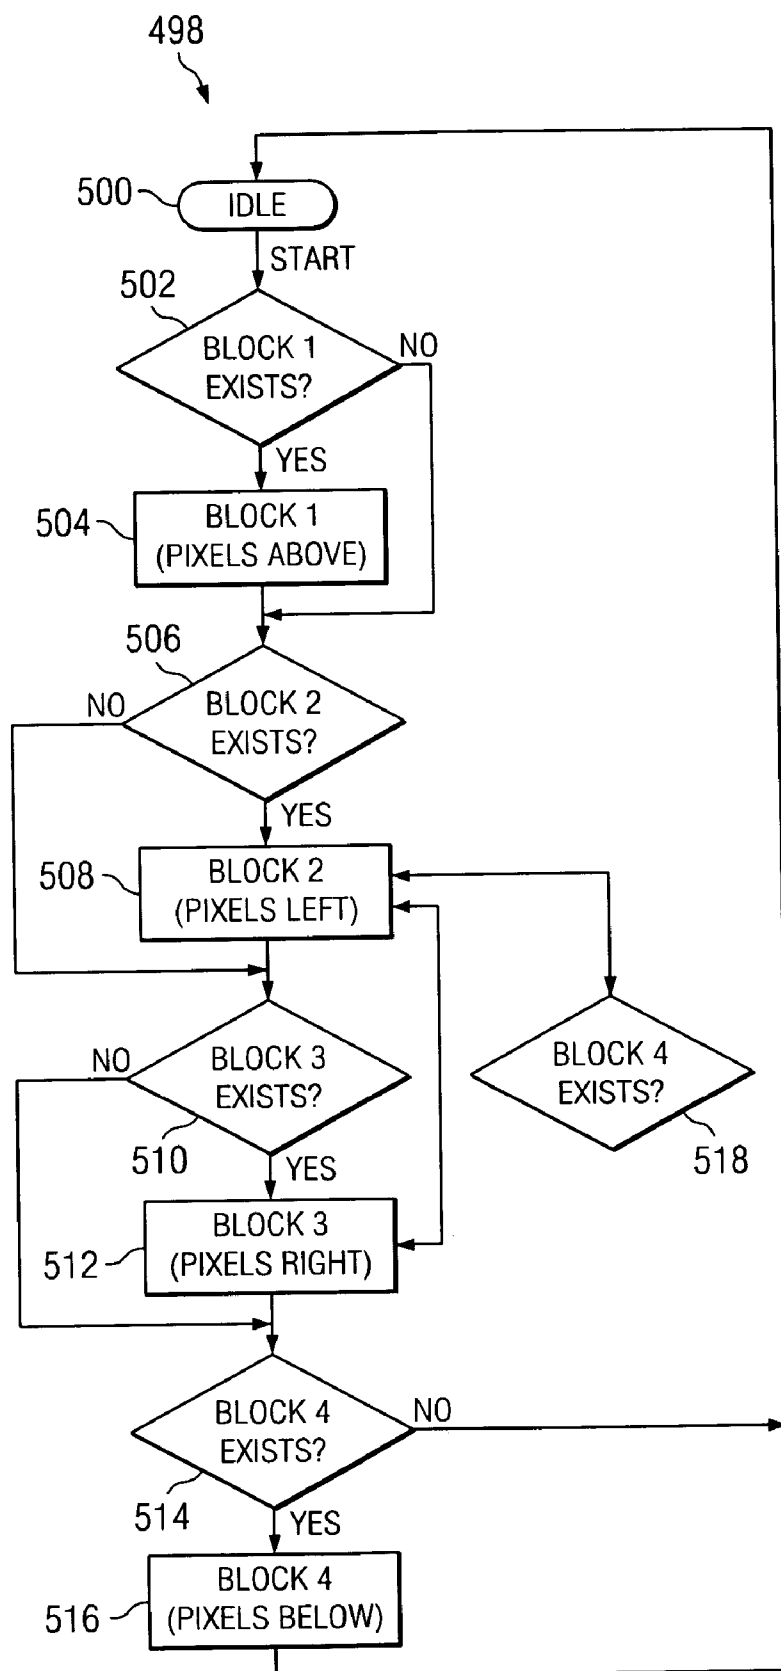 498
500
IDLE
START
502
BLOCK 1
EXISTS?
NO
YES
504
BLOCK 1
(PIXELS ABOVE)
506
NO
BLOCK 2
EXISTS?
YES
508
BLOCK 2
(PIXELS LEFT)
NO
BLOCK 3
EXISTS?
BLOCK 4
EXISTS?
510
YES
518
512
BLOCK 3
(PIXELS RIGHT)
BLOCK 4
EXISTS?
NO
514
YES
516
BLOCK 4
(PIXELS BELOW)